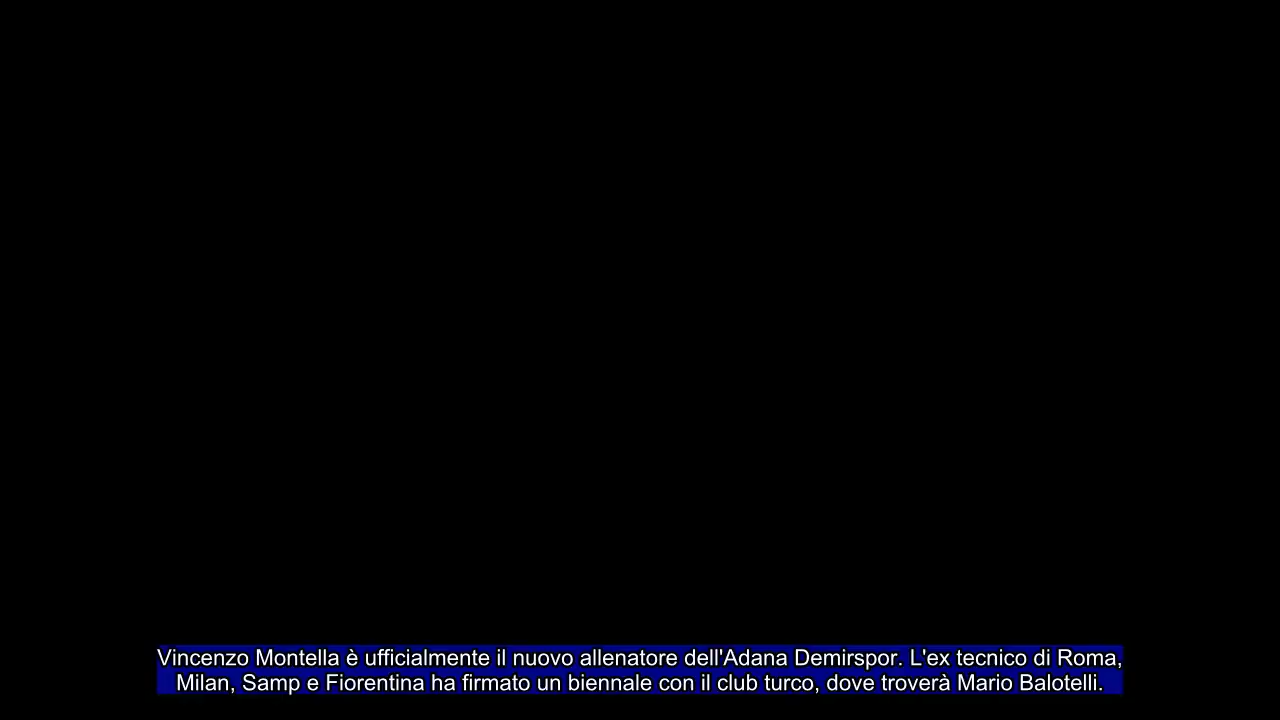 Vincenzo Montella è ufficialmente il nuovo allenatore dell'Adana Demirspor. L'ex tecnico di Roma,
Milan, Samp e Fiorentina ha firmato un biennale con il club turco, dove troverà Mario Balotelli.